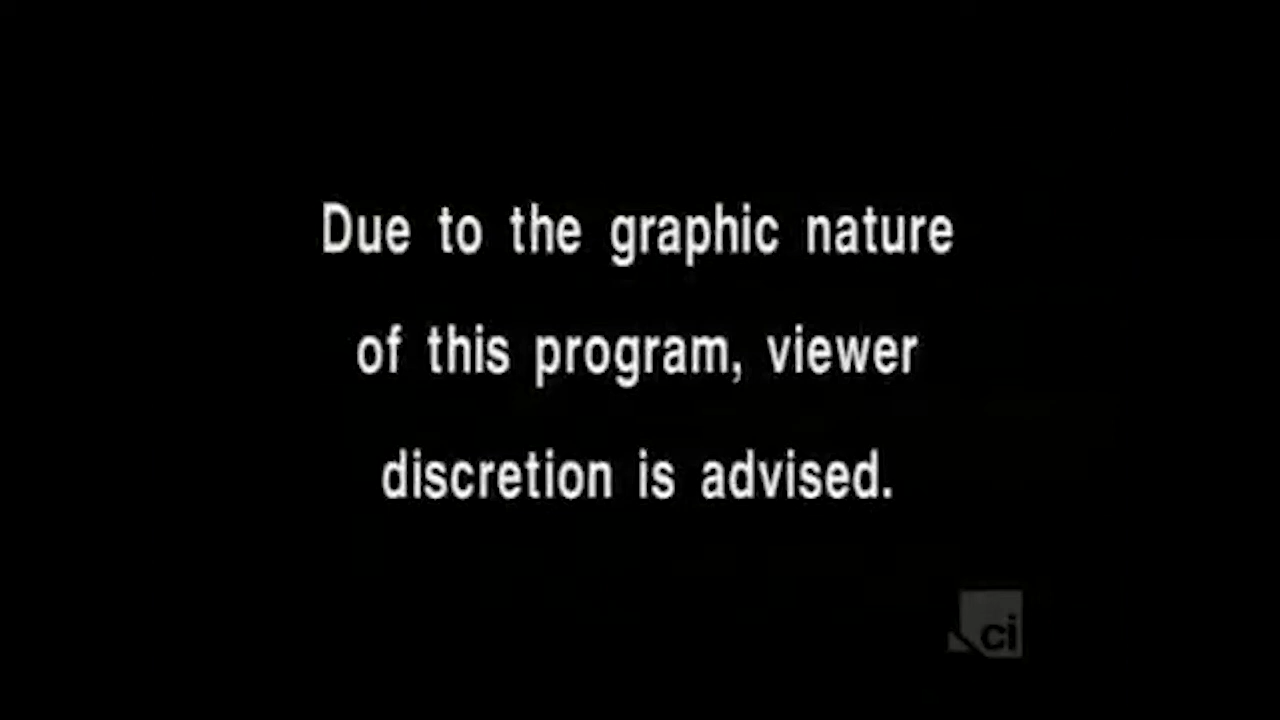 Due to the graphic nature
of this program, viewer
discretion is advised.
ci